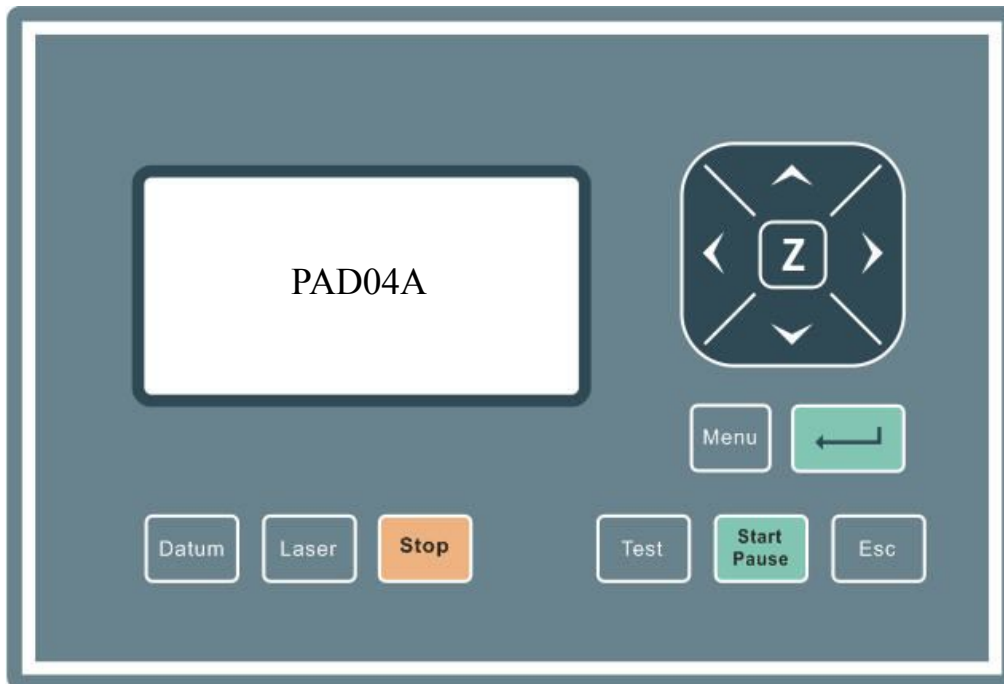 PAD04A
Z
Menu
Datum
Laser
Stop
Test
Start
Pause
Esc